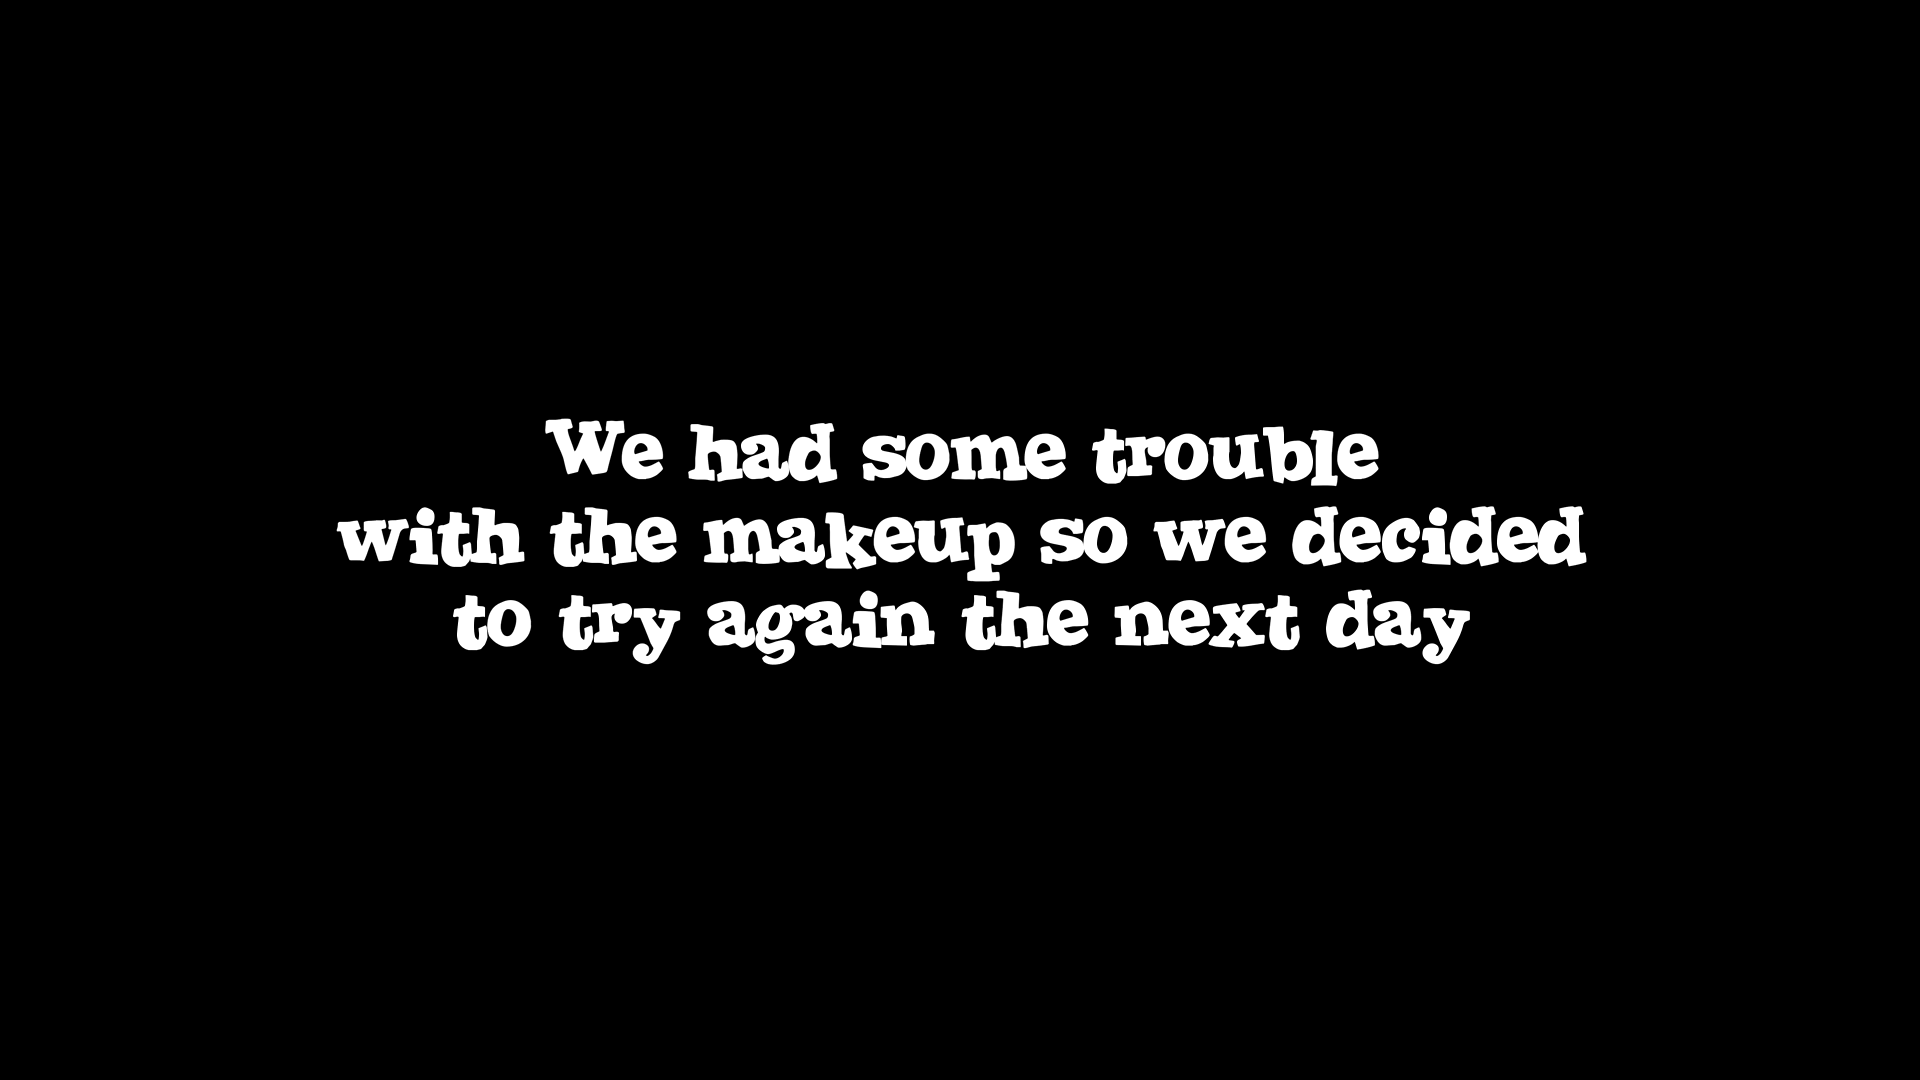 We had some trouble
with the makeup so we decided
to try again the next day